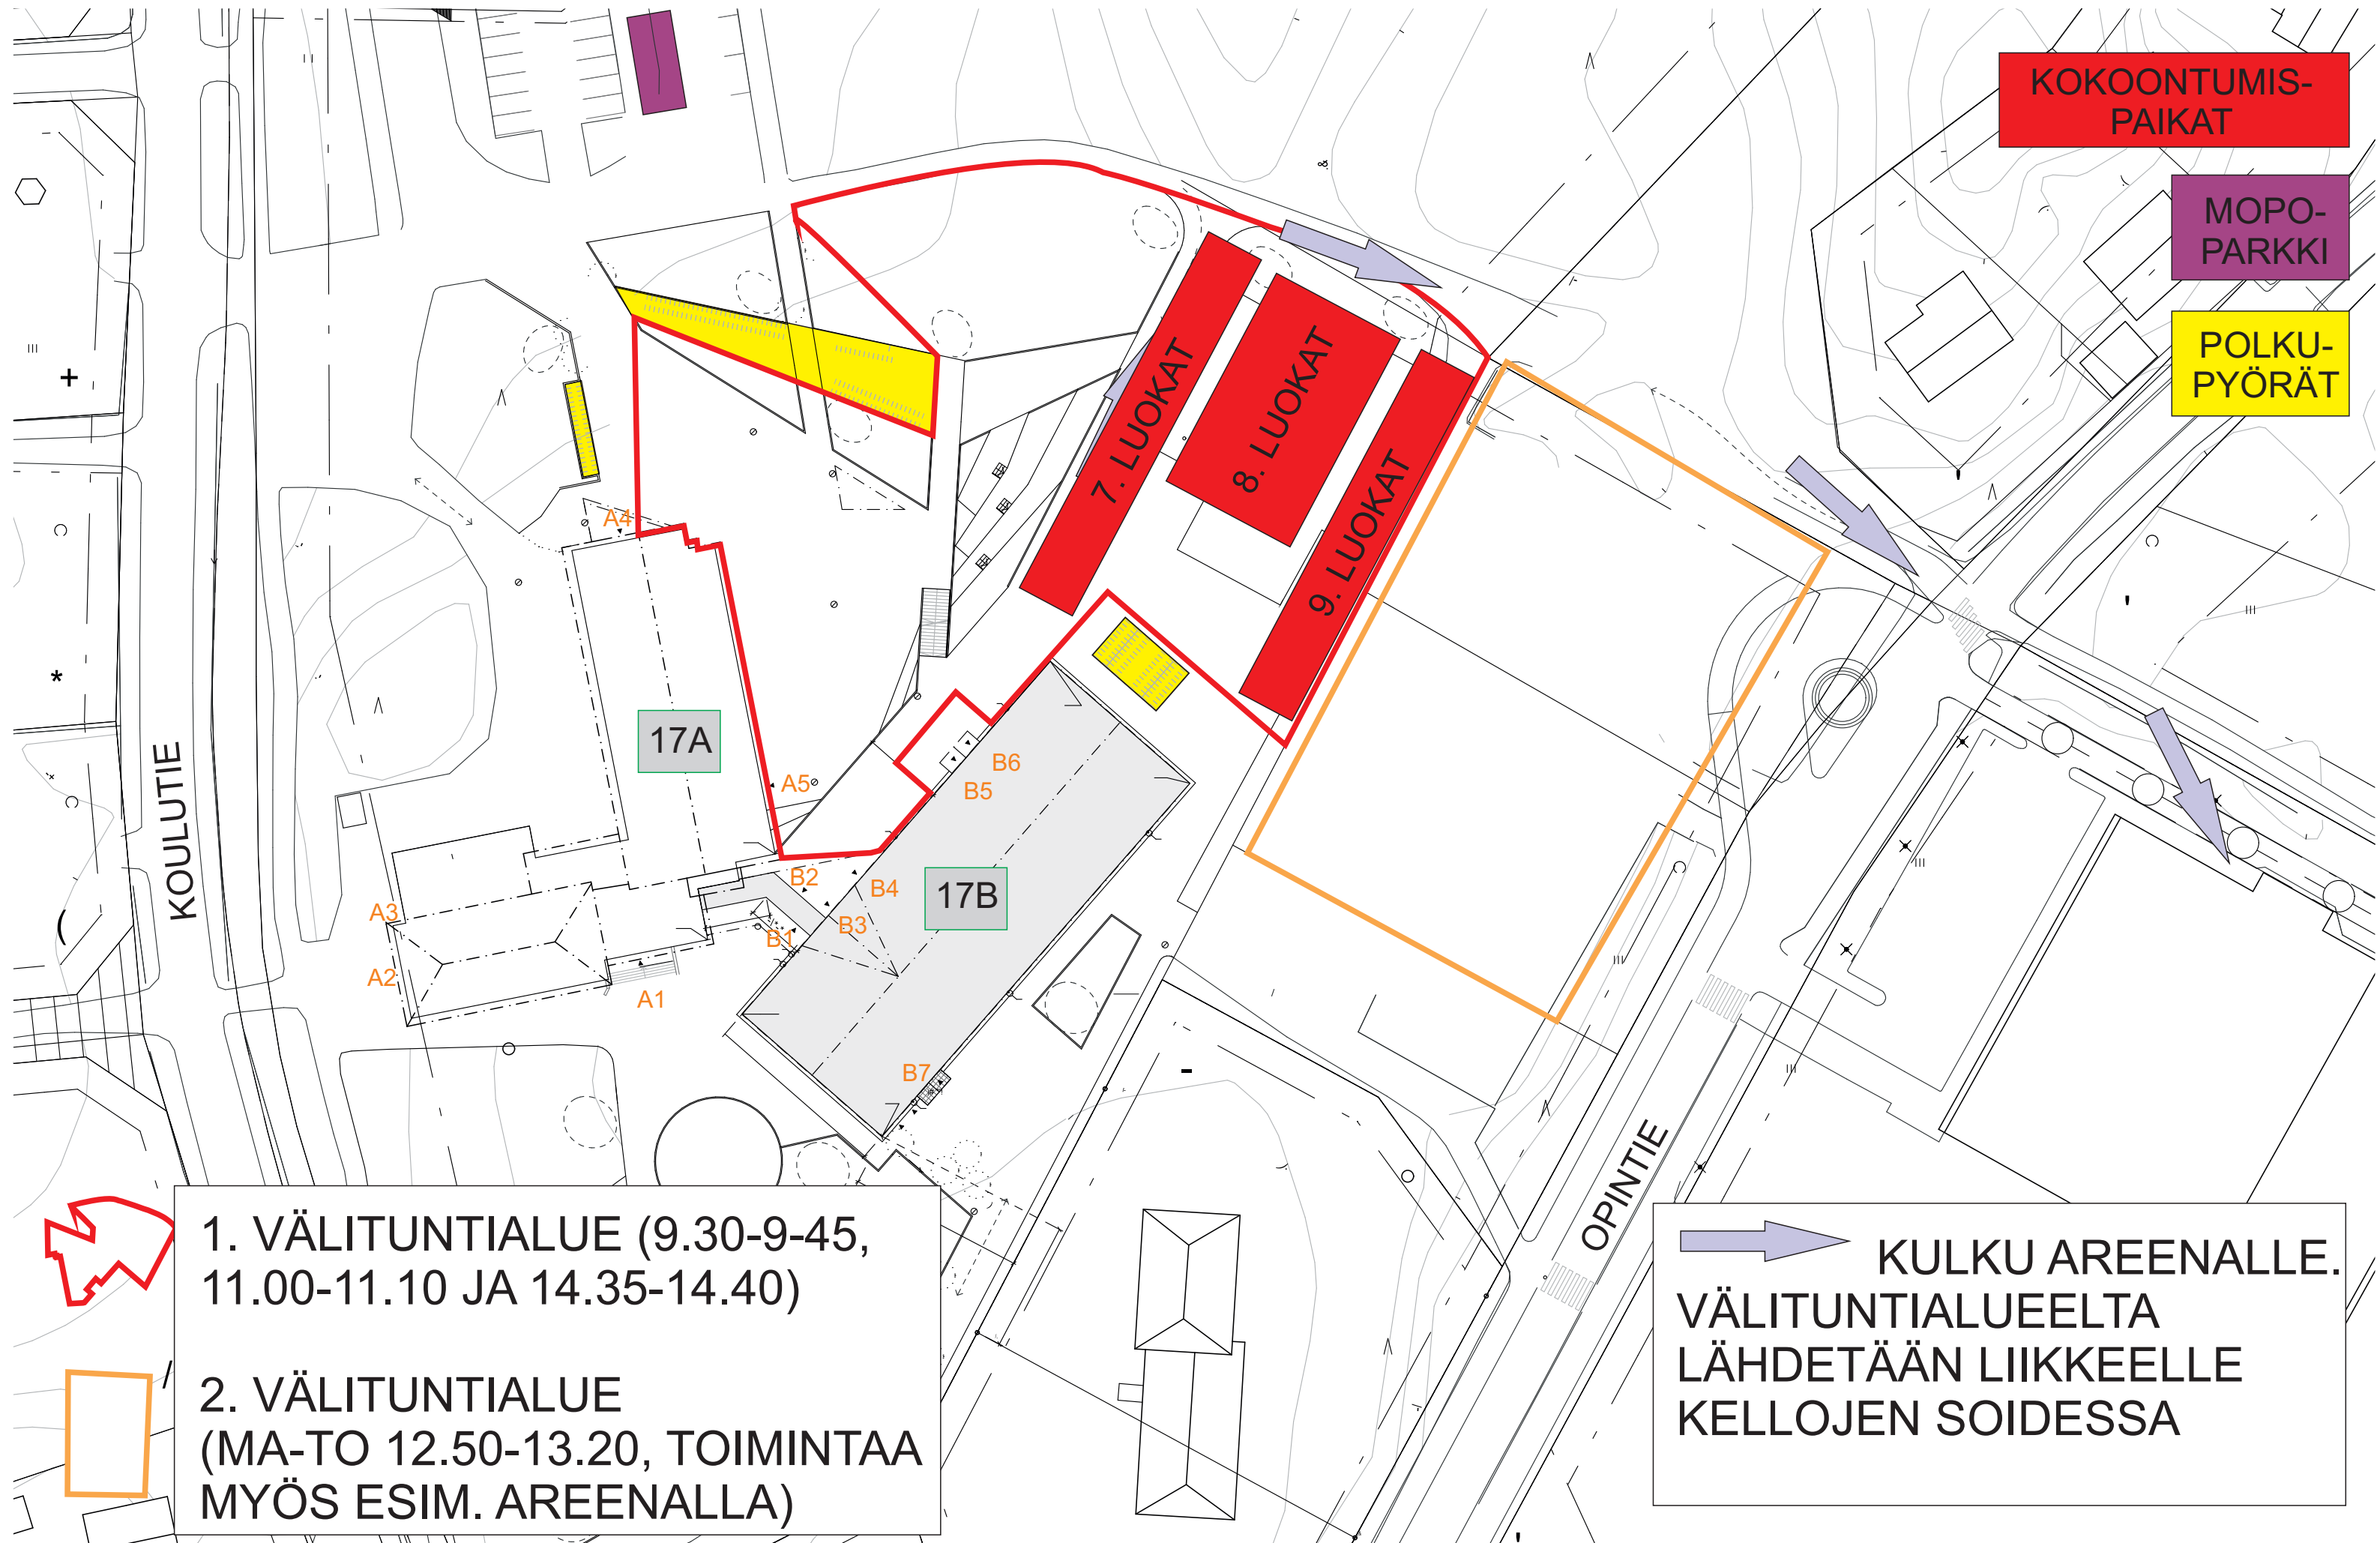 KOKOONTUMIS-
PAIKAT
MOPO-
PARKKI
POLKU-
PYÖRÄT
7. LUOKAT
8. LUOKAT
9. LUOKAT
A4
17A
A5
B6
B5
KOULUTIE
B2
B4
17B
A3
B3
B1
A2
A1
B7
OPINTIE
1. VÄLITUNTIALUE (9.30-9-45,
11.00-11.10 JA 14.35-14.40)
2. VÄLITUNTIALUE
(MA-TO 12.50-13.20, TOIMINTAA
MYÖS ESIM. AREENALLA)
KULKU AREENALLE.
VÄLITUNTIALUEELTA
LÄHDETÄÄN LIIKKEELLE
KELLOJEN SOIDESSA